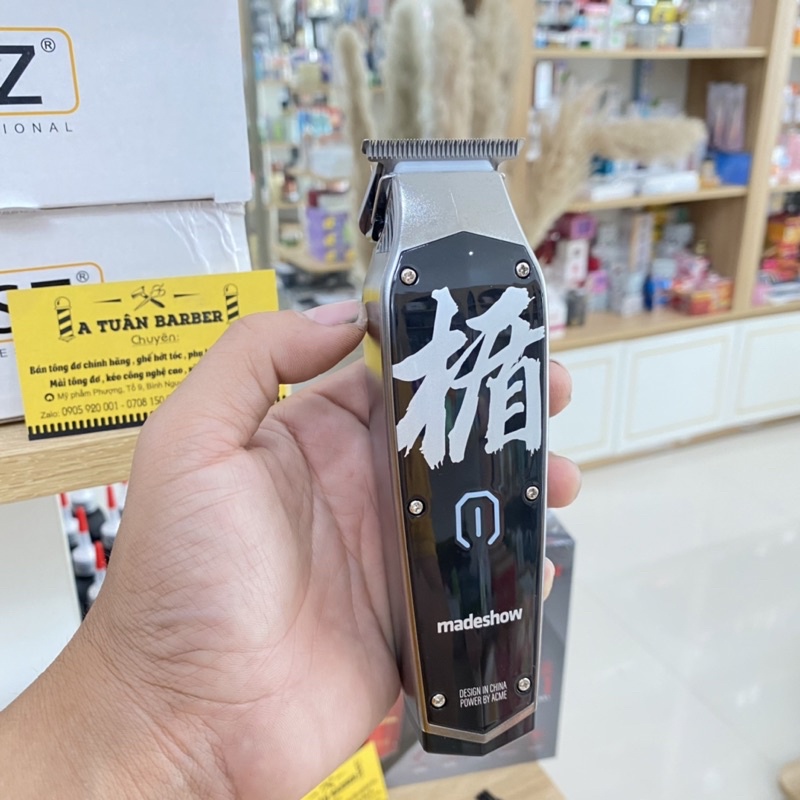 Z®
IONAL
SE®
A TUẤN BARBER
Chuyên:
Bán tông đơ chính hãng , ghế hớt tóc , phụ
Mài tông đơ , kéo công nghệ cao ,
Mỹ phẩm Phượng, Tổ 9, Bình
Zalo: 0905 920 001 - 0708 150
楯
madeshow
DESIGN IN CHINA
POWER BY ACME